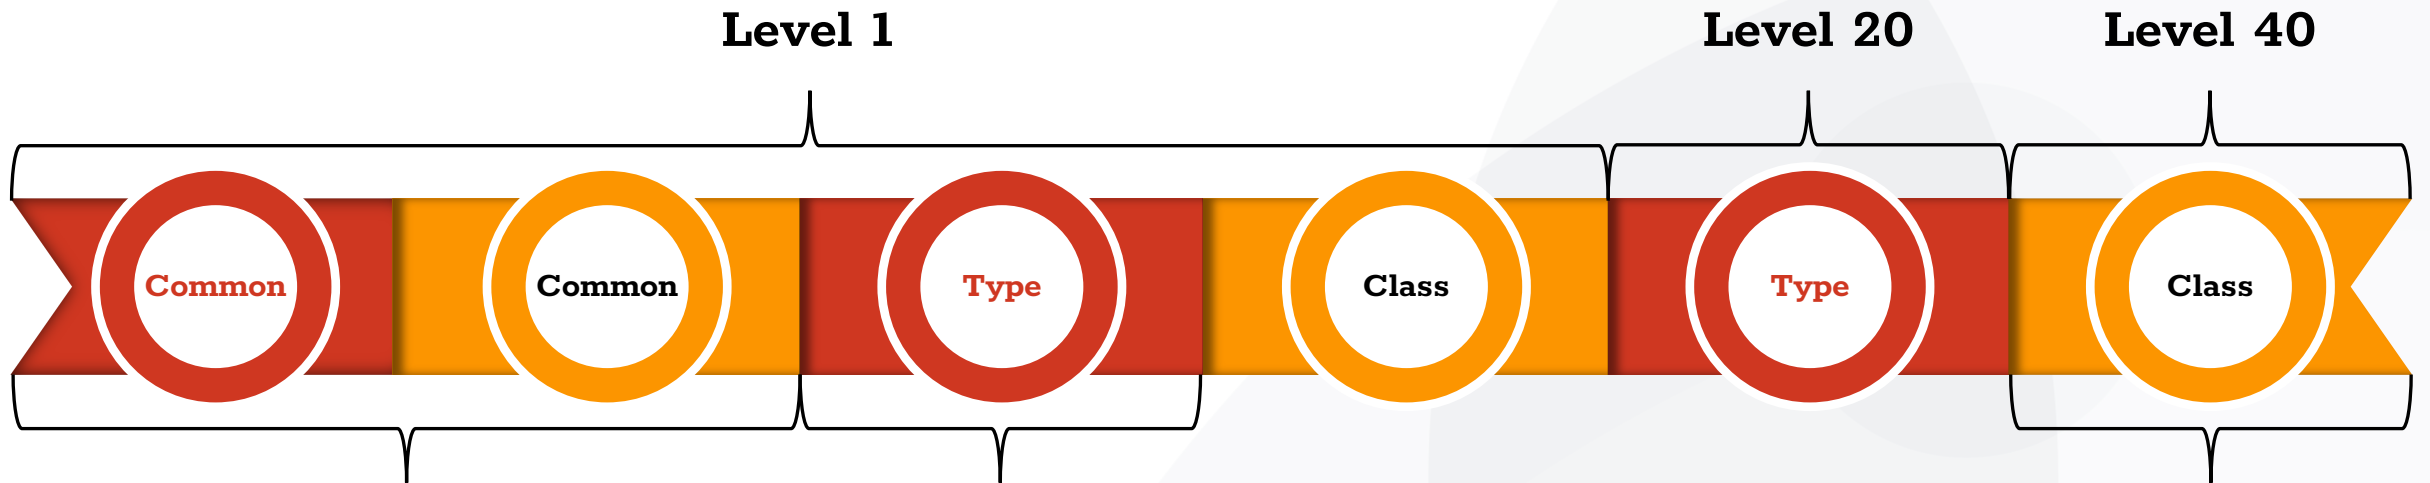 Level 1
Level 20
Level 40
Common
Common
Type
Class
Type
Class